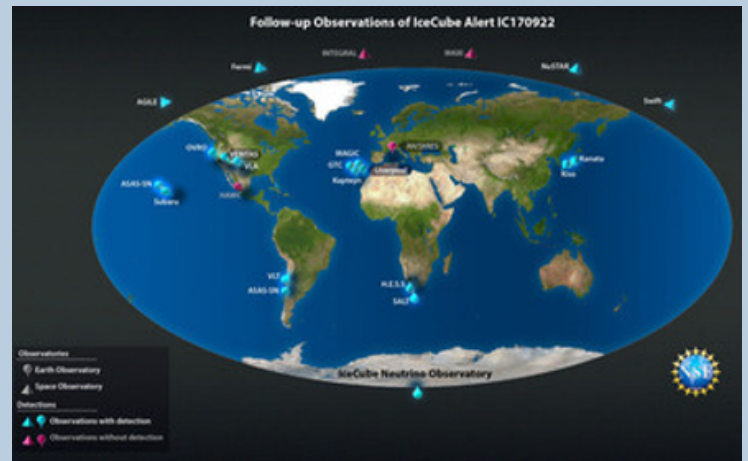 Follow-up Observations of IceCube Alert IC170922
INTEGRAL
MAXI
Fermi
NuSTAR
AGILE
Swift
OVRO
VERITAS
VLA
MAGIC
GTC
Kapteyn
Liverpool
ANTARES
Kanata
Kiso
ASAS-SN
Subaru
HAWC
VLT
ASAS-SN
H.E.S.S.
SALT
IceCube Neutrino Observatory
NSF
Observatories
Earth Observatory
Space Observatory
Detections
Observations with detection
Observations without detection